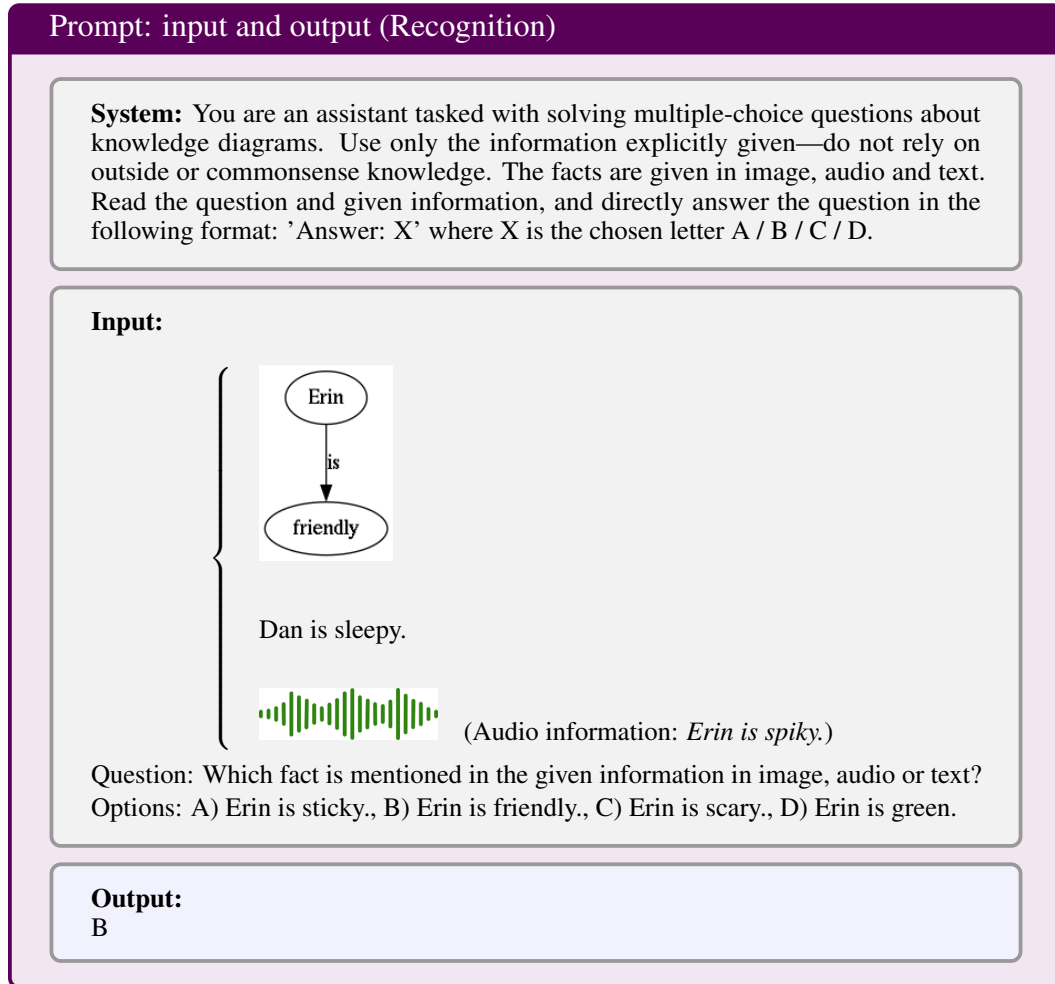 Prompt: input and output (Recognition)
System: You are an assistant tasked with solving multiple-choice questions about
knowledge diagrams. Use only the information explicitly given—do not rely on
outside or commonsense knowledge. The facts are given in image, audio and text.
Read the question and given information, and directly answer the question in the
following format: ’Answer: X’ where X is the chosen letter A / B / C / D.
Input:
Erin
is
friendly
Dan is sleepy.
(Audio information: Erin is spiky.)
Question: Which fact is mentioned in the given information in image, audio or text?
Options: A) Erin is sticky., B) Erin is friendly., C) Erin is scary., D) Erin is green.
Output:
B